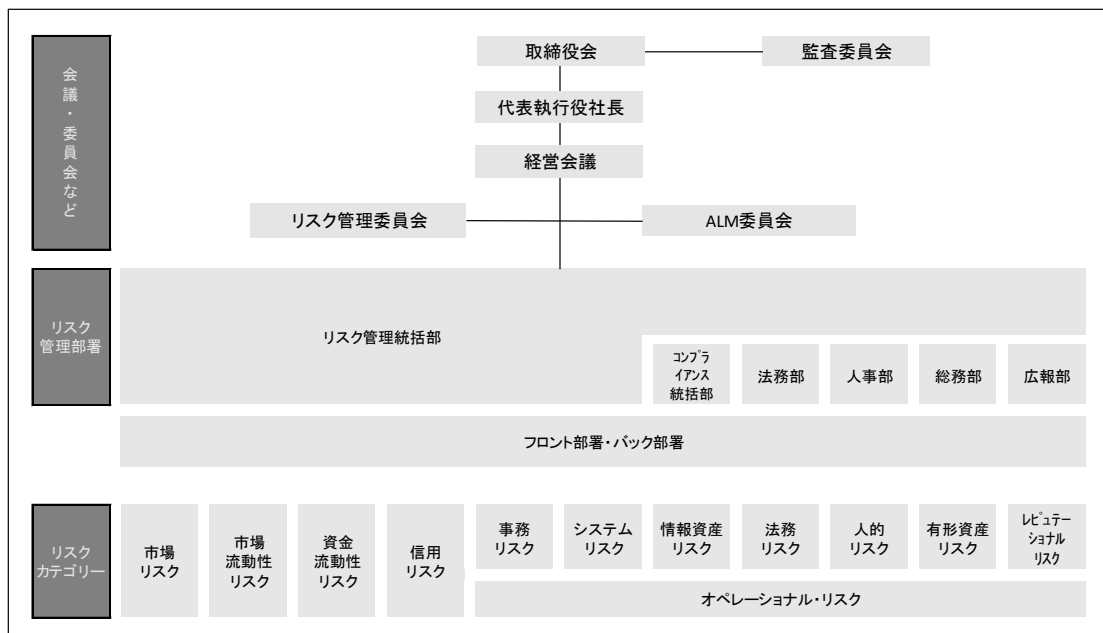 会議・委員会など
取締役会
監査委員会
代表執行役社長
経営会議
リスク管理委員会
ALM委員会
リスク
管理部署
リスク管理統括部
ｺﾝﾌﾟﾗ
ｲｱﾝｽ
統括部
法務部
人事部
総務部
広報部
フロント部署・バック部署
リスク
カテゴリー
市場
リスク
市場
流動性
リスク
資金
流動性
リスク
信用
リスク
事務
リスク
システム
リスク
情報資産
リスク
法務
リスク
人的
リスク
有形資産
リスク
ﾚﾋﾟｭﾃｰ
ｼｮﾅﾙ
ﾘｽｸ
オペレーショナル・リスク